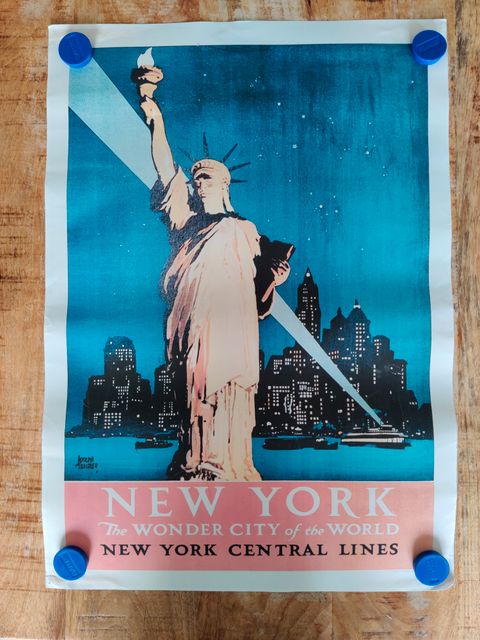 NEW YORK
The WONDER CITY of the WORLD
NEW YORK CENTRAL LINES